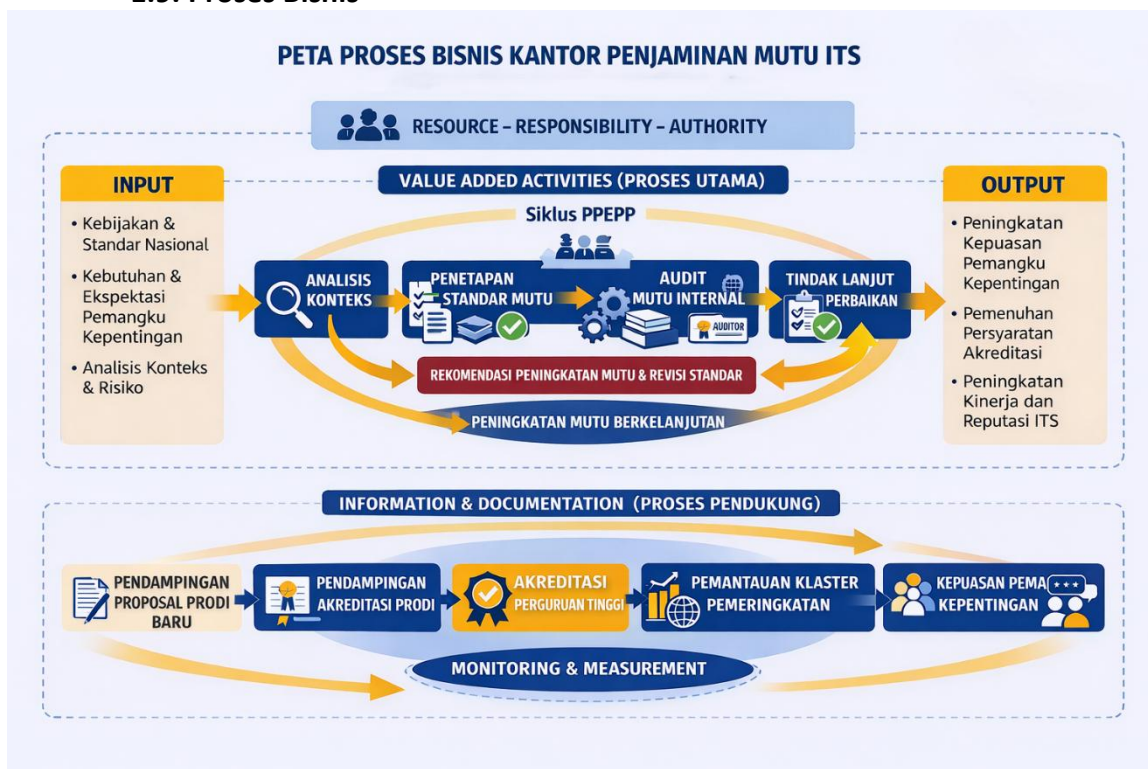 PETA PROSES BISNIS KANTOR PENJAMINAN MUTU ITS
RESOURCE – RESPONSIBILITY – AUTHORITY
INPUT
• Kebijakan &
Standar Nasional
• Kebutuhan &
Ekspektasi
Pemangku
Kepentingan
• Analisis Konteks
& Risiko
VALUE ADDED ACTIVITIES (PROSES UTAMA)
Siklus PPEPP
ANALISIS
KONTEKS
PENETAPAN
STANDAR MUTU
AUDIT
MUTU INTERNAL
AUDITOR
TINDAK LANJUT
PERBAIKAN
REKOMENDASI PENINGKATAN MUTU & REVISI STANDAR
PENINGKATAN MUTU BERKELANJUTAN
OUTPUT
• Peningkatan
Kepuasan
Pemangku
Kepentingan
• Pemenuhan
Persyaratan
Akreditasi
• Peningkatan
Kinerja dan
Reputasi ITS
INFORMATION & DOCUMENTATION (PROSES PENDUKUNG)
PENDAMPINGAN
PROPOSAL PRODI
BARU
PENDAMPINGAN
AKREDITASI PRODI
AKREDITASI
PERGURUAN TINGGI
PEMANTAUAN KLASTER
PEMERINGKATAN
KEPUASAN PEMA
KEPENTINGAN
MONITORING & MEASUREMENT